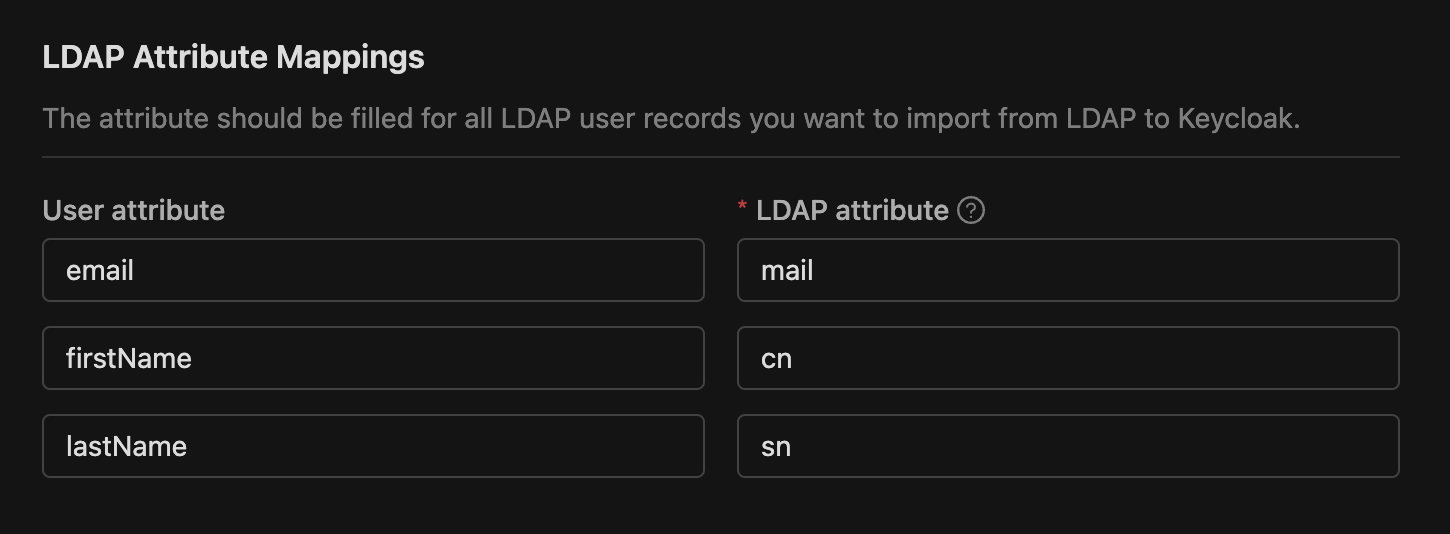 LDAP Attribute Mappings
The attribute should be filled for all LDAP user records you want to import from LDAP to Keycloak.
User attribute
* LDAP attribute ?
email
mail
firstName
cn
lastName
sn